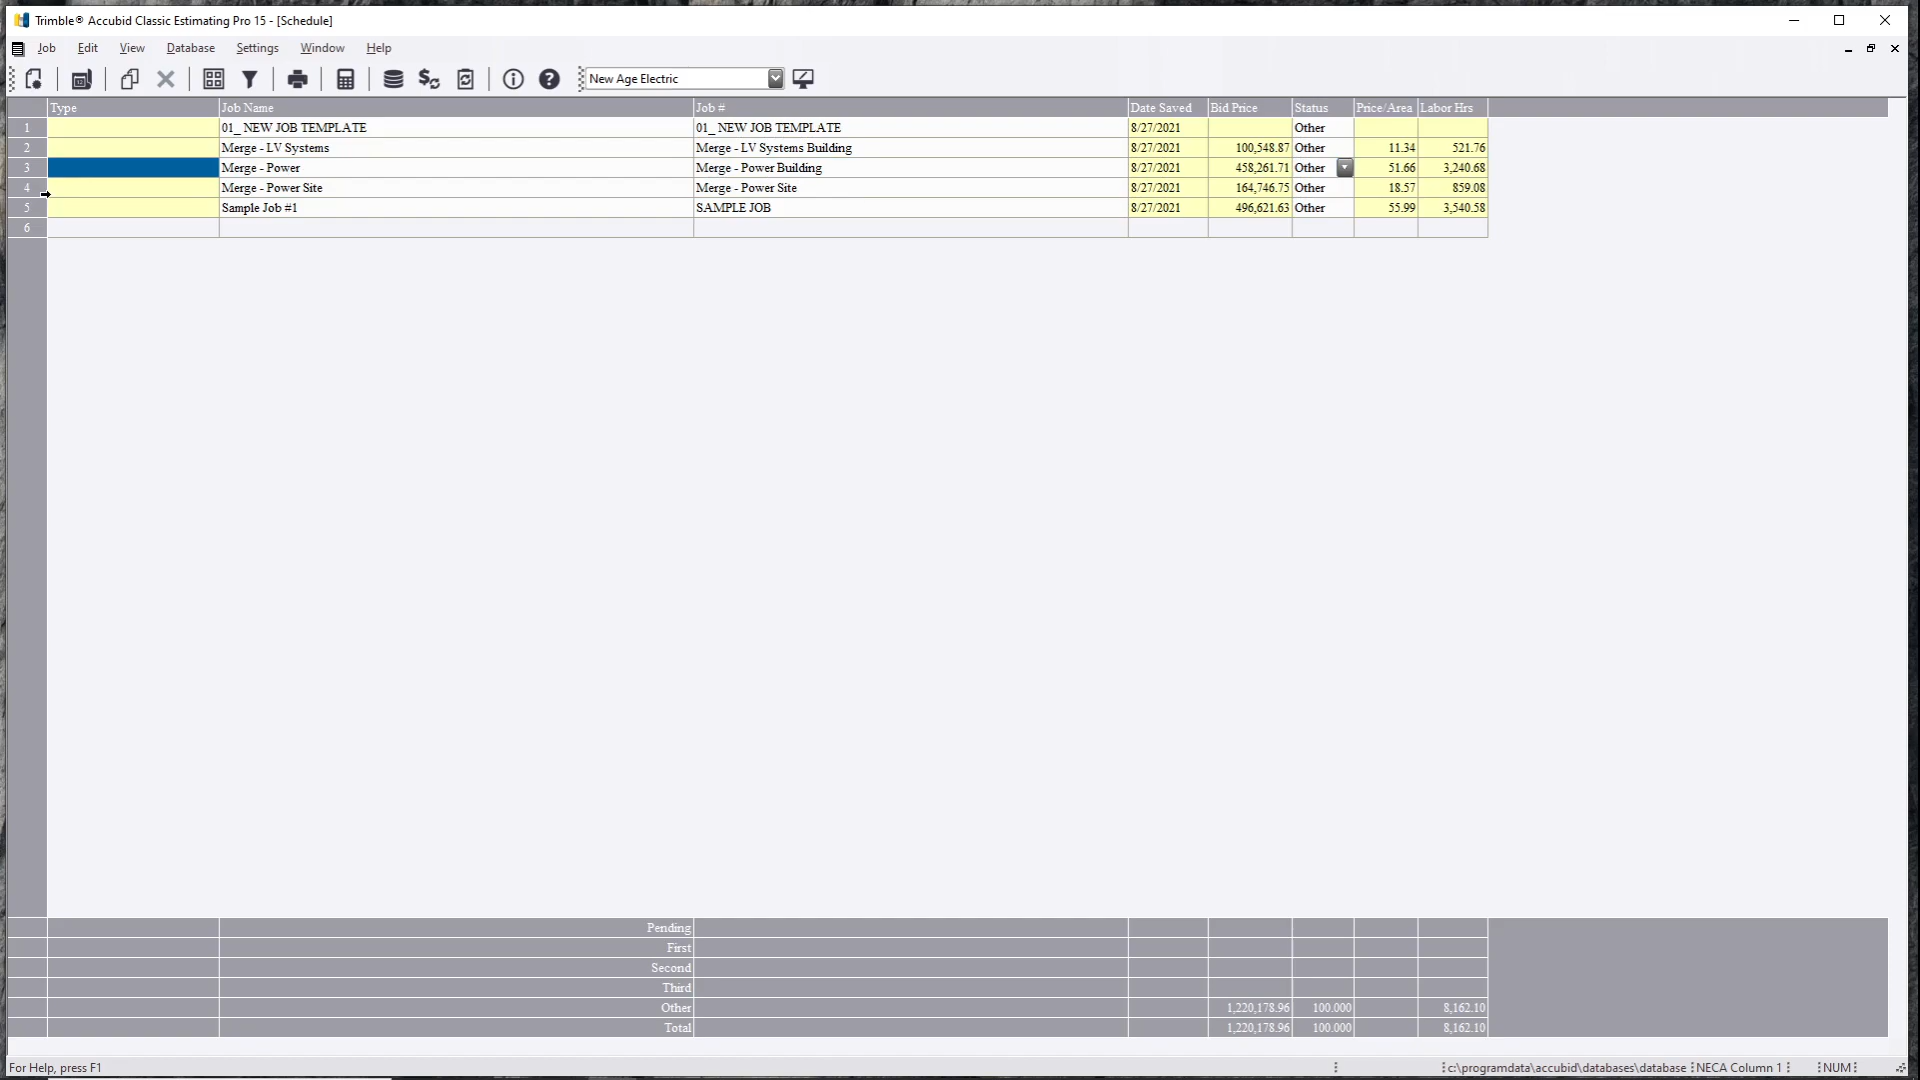 Trimble® Accubid Classic Estimating Pro 15 - [Schedule]
Job Edit View Database Settings Window Help
New Age Electric
Type Job Name Job # Date Saved Bid Price Status Price/Area Labor Hrs
1 01_ NEW JOB TEMPLATE 01_ NEW JOB TEMPLATE 8/27/2021 Other
2 Merge - LV Systems Merge - LV Systems Building 8/27/2021 100,548.87 Other 11.34 521.76
3 Merge - Power Merge - Power Building 8/27/2021 458,261.71 Other 51.66 3,240.68
4 Merge - Power Site Merge - Power Site 8/27/2021 164,746.75 Other 18.57 859.08
5 Sample Job #1 SAMPLE JOB 8/27/2021 496,621.63 Other 55.99 3,540.58
6
Pending
First
Second
Third
Other 1,220,178.96 100.000 8,162.10
Total 1,220,178.96 100.000 8,162.10
For Help, press F1 c:\programdata\accubid\databases\database NECA Column 1 NUM